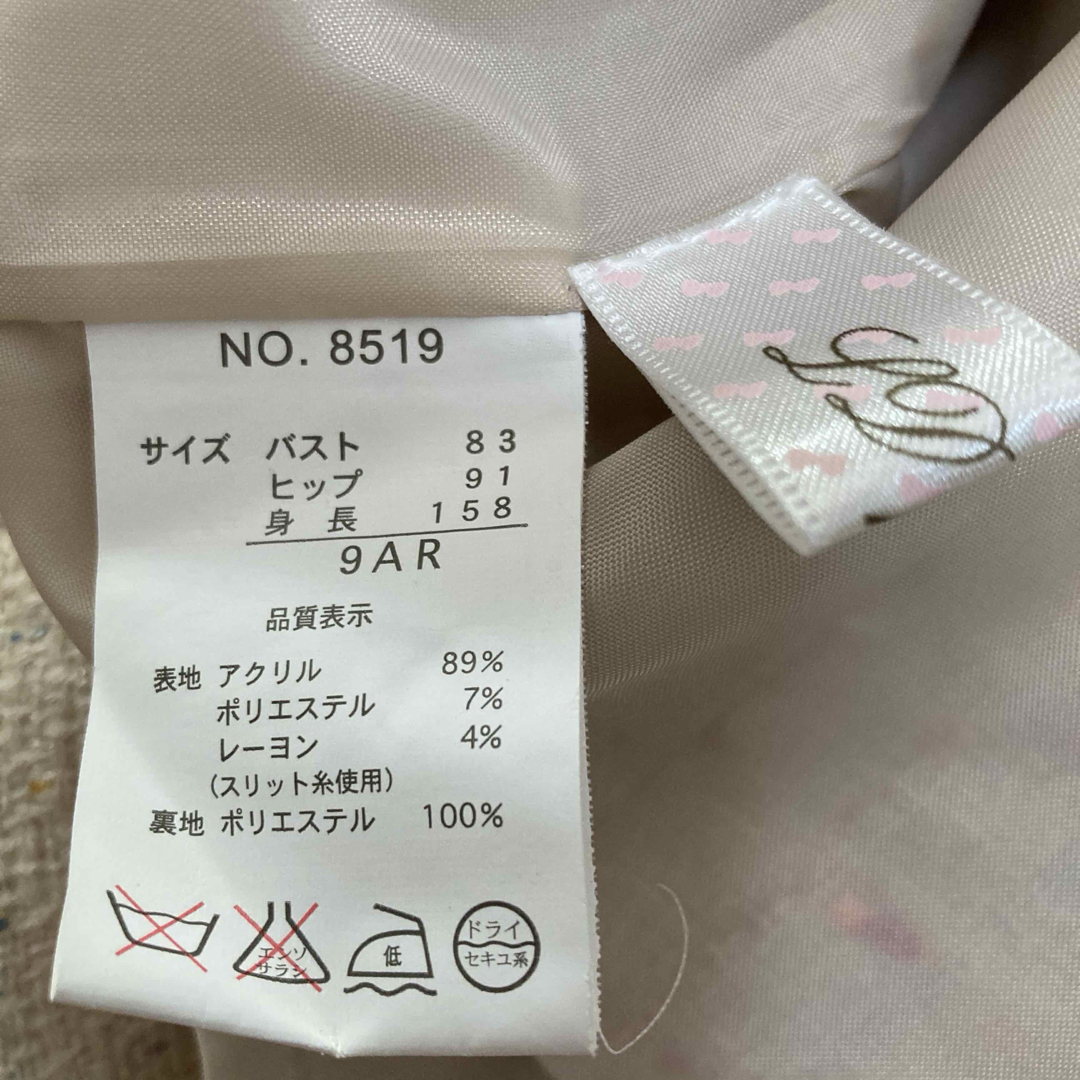 NO. 8519
サイズ バスト 83
ヒップ 91
身長 158
9AR
品質表示
表地 アクリル 89%
ポリエステル 7%
レーヨン 4%
(スリット糸使用)
裏地 ポリエステル 100%
エンソ
サラシ
低
ドライ
セキユ系